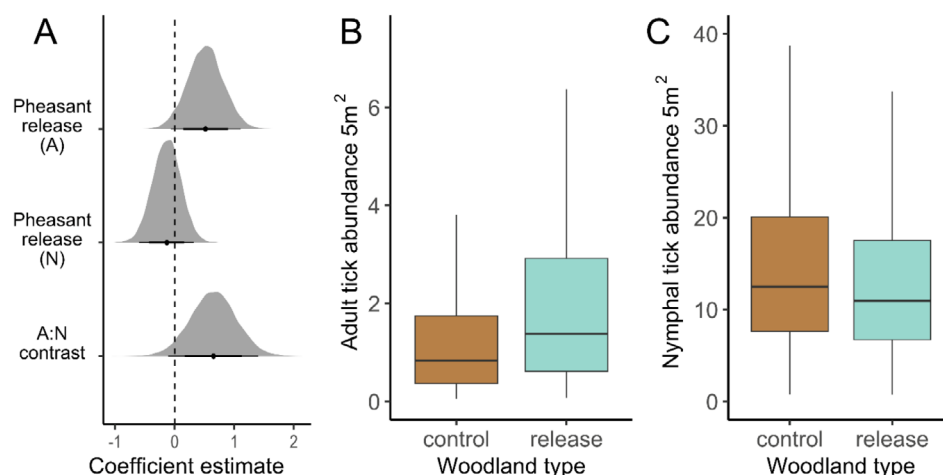 A
Pheasant
release
(A)
Pheasant
release
(N)
A:N
contrast
-1 0 1 2
Coefficient estimate
B
Adult tick abundance 5m²
6
4
2
0
control release
Woodland type
C
Nymphal tick abundance 5m²
40
30
20
10
0
control release
Woodland type